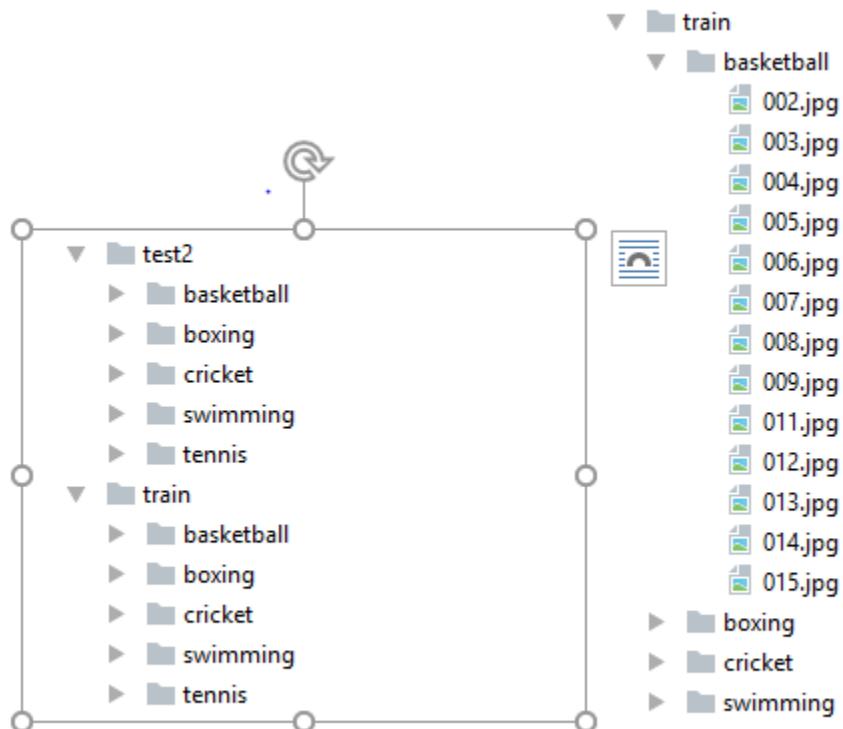 test2
basketball
boxing
cricket
swimming
tennis
train
basketball
boxing
cricket
swimming
tennis
train
basketball
002.jpg
003.jpg
004.jpg
005.jpg
006.jpg
007.jpg
008.jpg
009.jpg
011.jpg
012.jpg
013.jpg
014.jpg
015.jpg
boxing
cricket
swimming